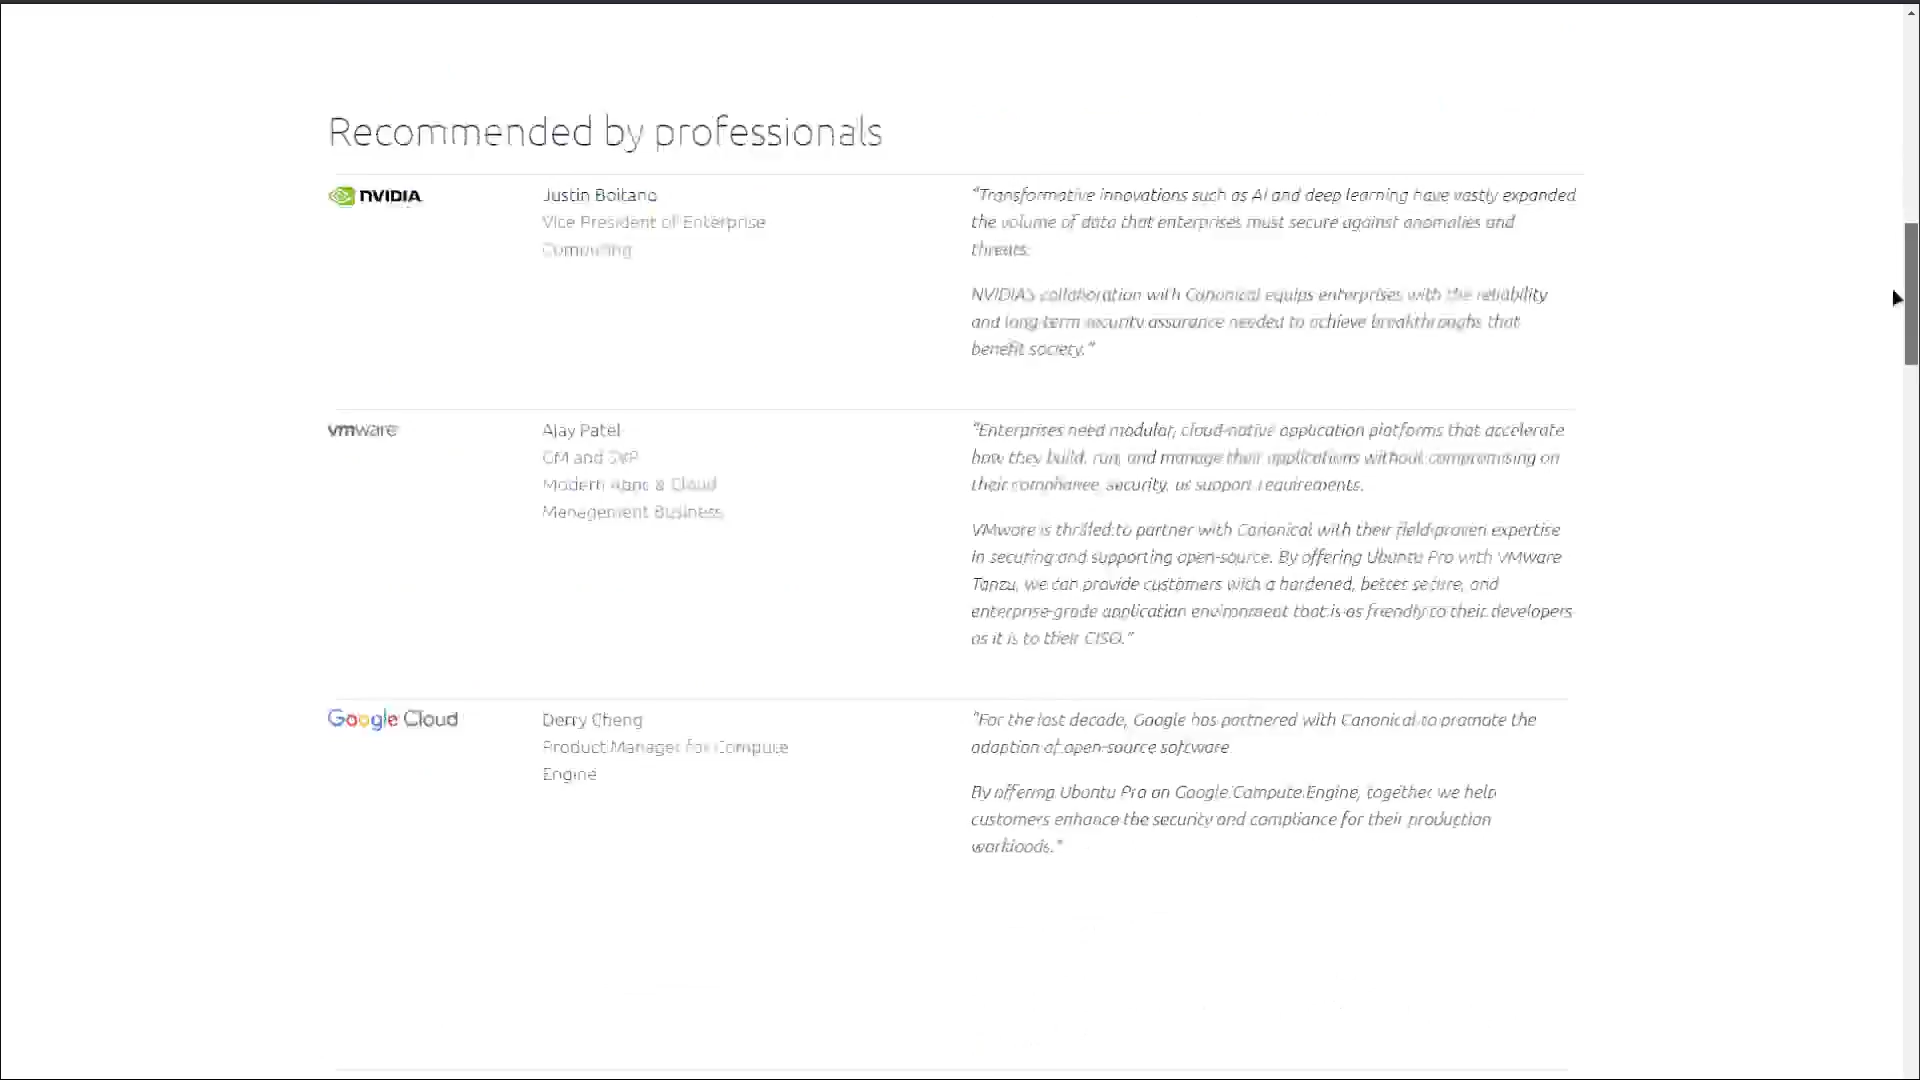 Recommended by professionals
NVIDIA
Justin Boitano
Vice President of Enterprise
Computing
“Transformative innovations such as AI and deep learning have vastly expanded
the volume of data that enterprises must secure against anomalies and
threats.
NVIDIA's collaboration with Canonical equips enterprises with the reliability
and long-term security assurance needed to achieve breakthroughs that
benefit society.”
vmware
Ajay Patel
GM and SVP
Modern Apps & Cloud
Management Business
“Enterprises need modular, cloud-native application platforms that accelerate
how they build, run, and manage their applications without compromising on
their compliance, security, us support requirements.
VMware is thrilled to partner with Canonical with their field-proven expertise
in securing and supporting open-source. By offering Ubuntu Pro with VMware
Tanzu, we can provide customers with a hardened, better secure, and
enterprise-grade application environment that is as friendly to their developers
as it is to their CISO.”
Google Cloud
Derry Cheng
Product Manager for Compute
Engine
“For the last decade, Google has partnered with Canonical to promote the
adoption of open-source software
By offering Ubuntu Pro on Google Compute Engine, together we help
customers enhance the security and compliance for their production
workloads.”